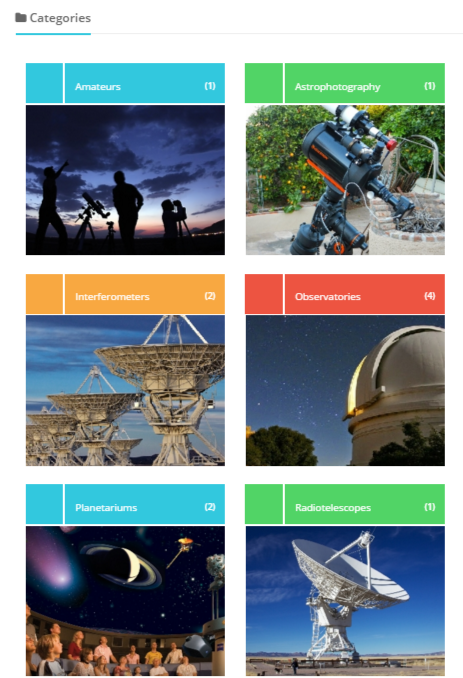 Categories
Amateurs (1)
Astrophotography (1)
Interferometers (2)
Observatories (4)
Planetariums (2)
Radiotelescopes (1)